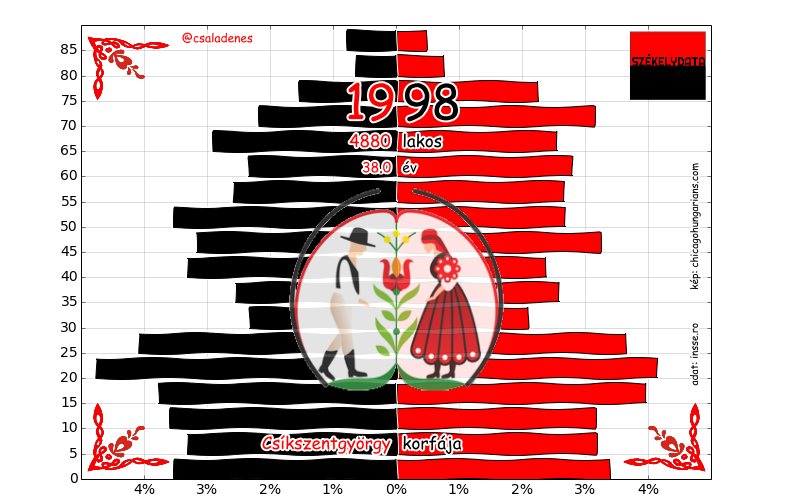 @csaladenes
SZÉKELYDATA
1998
4880 lakos
38.0 év
kép: chicagohungarians.com
adat: insse.ro
Csíkszentgyörgy korfája
85
80
75
70
65
60
55
50
45
40
35
30
25
20
15
10
5
0
4% 3% 2% 1% 0% 1% 2% 3% 4%